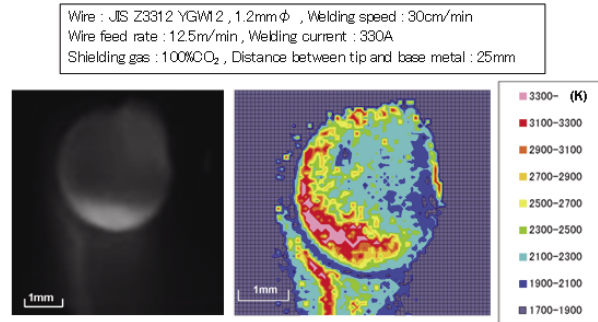 Wire : JIS Z3312 YGW12 , 1.2mmφ , Welding speed : 30cm/min
Wire feed rate : 12.5m/min , Welding current : 330A
Shielding gas : 100%CO₂ , Distance between tip and base metal : 25mm
3300- (K)
3100-3300
2900-3100
2700-2900
2500-2700
2300-2500
2100-2300
1900-2100
1700-1900
1mm
1mm